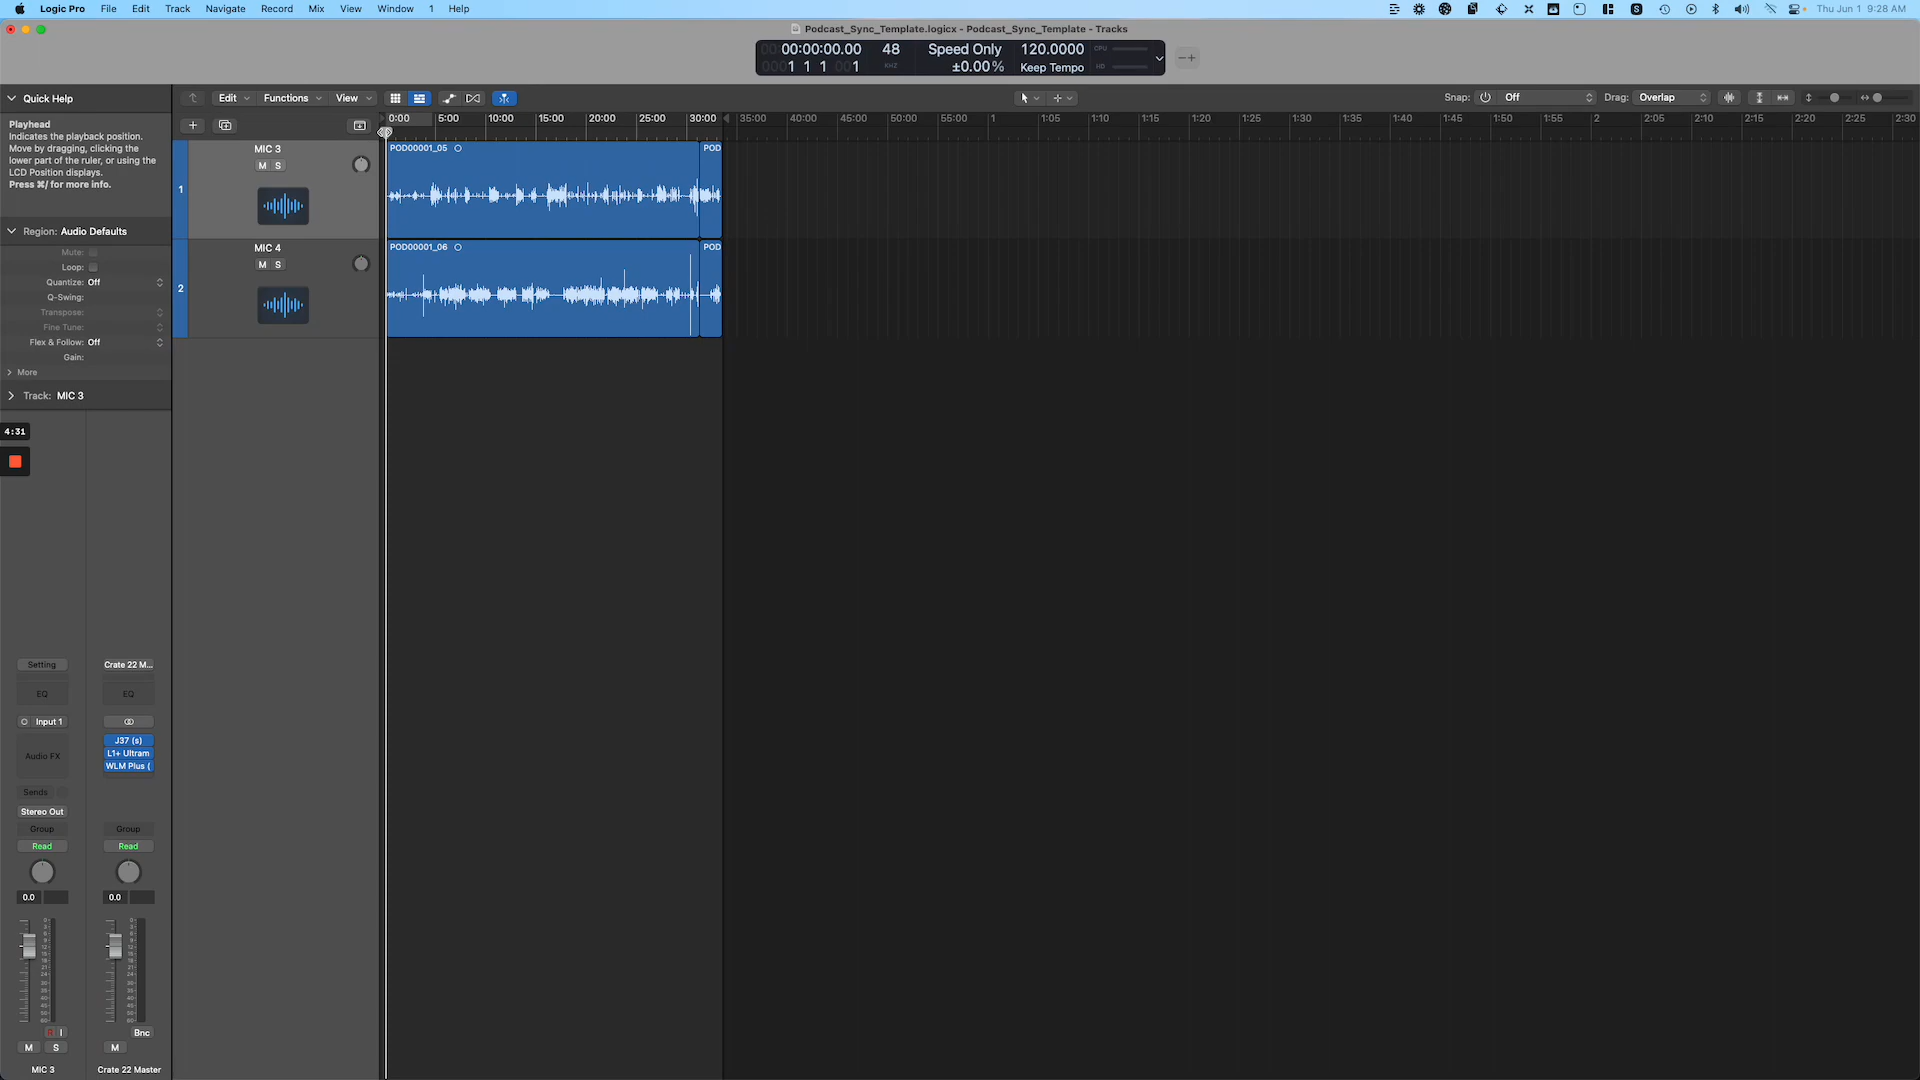 Logic Pro File Edit Track Navigate Record Mix View Window 1 Help
Thu Jun 1 9:28 AM
Podcast_Sync_Template.logicx - Podcast_Sync_Template - Tracks
00:00:00.00 48 Speed Only 120.0000 CPU
1 1 1 001 KHZ ±0.00% Keep Tempo HD
Quick Help
Edit Functions View
Snap: Off Drag: Overlap
0:00 5:00 10:00 15:00 20:00 25:00 30:00 35:00 40:00 45:00 50:00 55:00 1 1:05 1:10 1:15 1:20 1:25 1:30 1:35 1:40 1:45 1:50 1:55 2 2:05 2:10 2:15 2:20 2:25 2:30
Playhead
Indicates the playback position.
Move by dragging, clicking the
lower part of the ruler, or using the
LCD Position displays.
Press ⌘/ for more info.
1
MIC 3
M S
POD00001_05
POD
2
MIC 4
M S
POD00001_06
POD
Region: Audio Defaults
Mute:
Loop:
Quantize: Off
Q-Swing:
Transpose:
Fine Tune:
Flex & Follow: Off
Gain:
More
Track: MIC 3
4:31
Setting Crate 22 M...
EQ EQ
Input 1
J37 (s)
L1+ Ultram
WLM Plus (
Audio FX
Sends
Stereo Out
Group Group
Read Read
0.0 0.0
R I
Bnc
M S M
MIC 3 Crate 22 Master